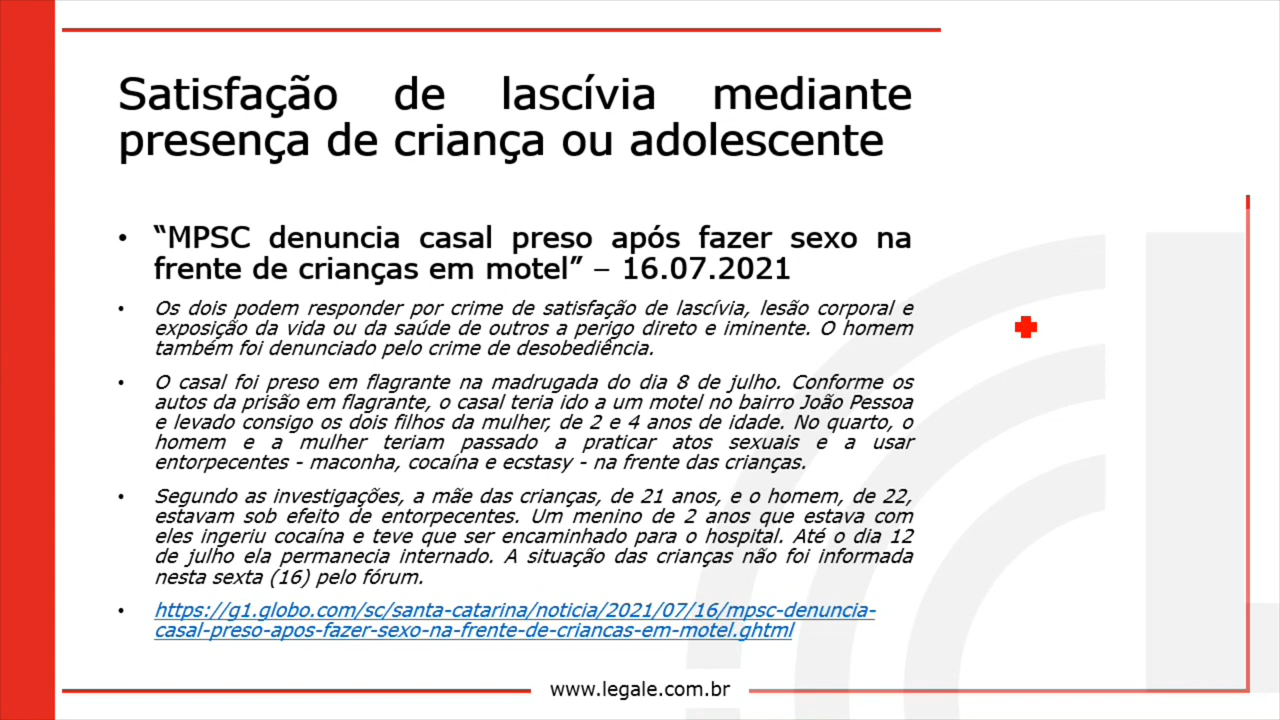 Satisfação de lascívia mediante
presença de criança ou adolescente
• “MPSC denuncia casal preso após fazer sexo na
frente de crianças em motel” – 16.07.2021
• Os dois podem responder por crime de satisfação de lascívia, lesão corporal e
exposição da vida ou da saúde de outros a perigo direto e iminente. O homem
também foi denunciado pelo crime de desobediência.
• O casal foi preso em flagrante na madrugada do dia 8 de julho. Conforme os
autos da prisão em flagrante, o casal teria ido a um motel no bairro João Pessoa
e levado consigo os dois filhos da mulher, de 2 e 4 anos de idade. No quarto, o
homem e a mulher teriam passado a praticar atos sexuais e a usar
entorpecentes - maconha, cocaína e ecstasy - na frente das crianças.
• Segundo as investigações, a mãe das crianças, de 21 anos, e o homem, de 22,
estavam sob efeito de entorpecentes. Um menino de 2 anos que estava com
eles ingeriu cocaína e teve que ser encaminhado para o hospital. Até o dia 12
de julho ela permanecia internado. A situação das crianças não foi informada
nesta sexta (16) pelo fórum.
• https://g1.globo.com/sc/santa-catarina/noticia/2021/07/16/mpsc-denuncia-
casal-preso-apos-fazer-sexo-na-frente-de-criancas-em-motel.ghtml
www.legale.com.br